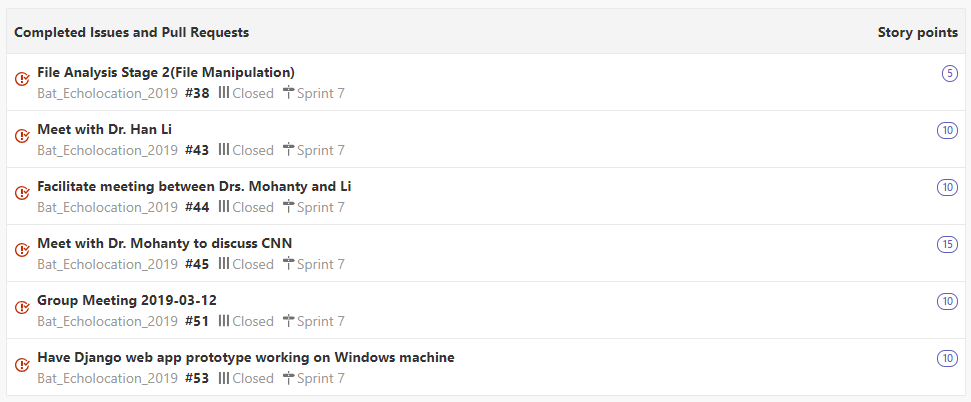 Completed Issues and Pull Requests Story points
File Analysis Stage 2(File Manipulation) 5
Bat_Echolocation_2019 #38 Closed Sprint 7
Meet with Dr. Han Li 10
Bat_Echolocation_2019 #43 Closed Sprint 7
Facilitate meeting between Drs. Mohanty and Li 10
Bat_Echolocation_2019 #44 Closed Sprint 7
Meet with Dr. Mohanty to discuss CNN 15
Bat_Echolocation_2019 #45 Closed Sprint 7
Group Meeting 2019-03-12 10
Bat_Echolocation_2019 #51 Closed Sprint 7
Have Django web app prototype working on Windows machine 10
Bat_Echolocation_2019 #53 Closed Sprint 7